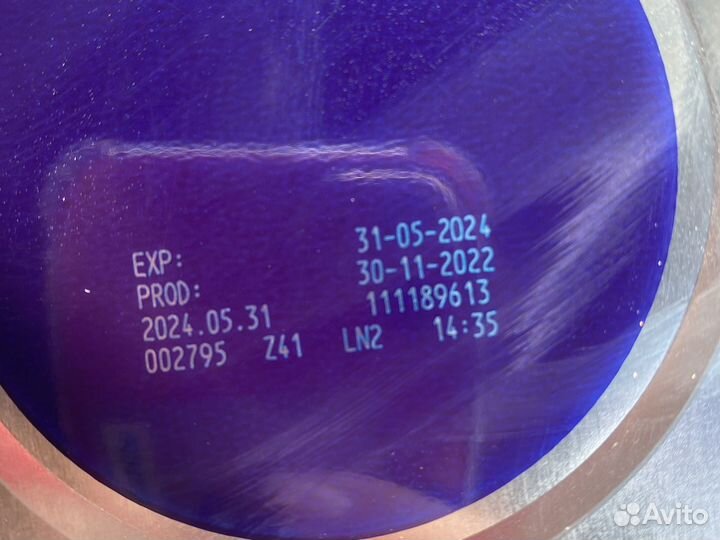 EXP: 31-05-2024
PROD: 30-11-2022
2024.05.31 111189613
002795 Z41 LN2 14:35
Avito